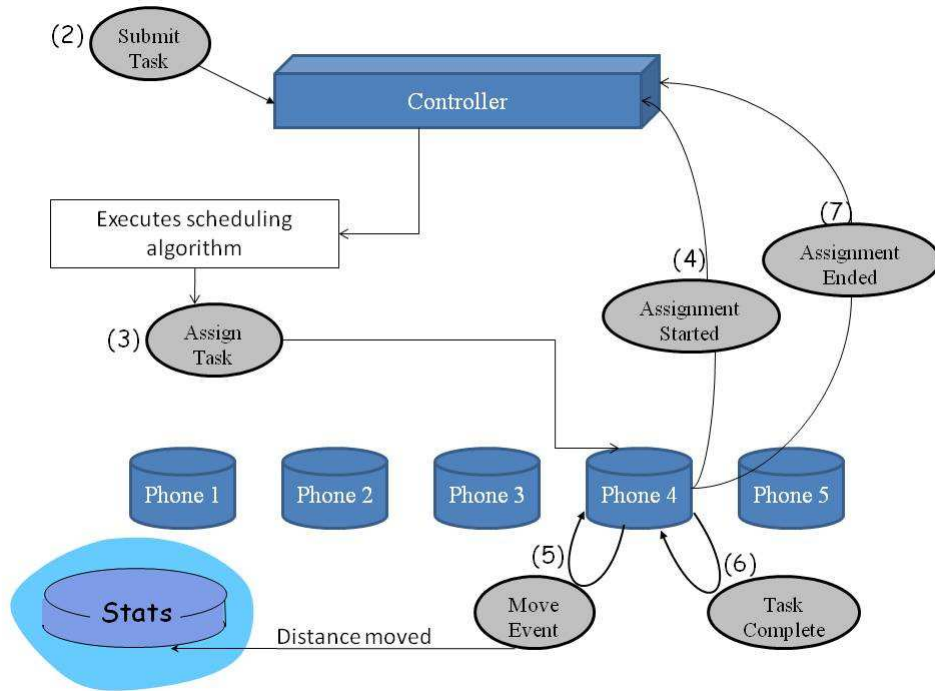 (2)
Submit
Task
Controller
Executes scheduling
algorithm
(3)
Assign
Task
(4)
Assignment
Started
(7)
Assignment
Ended
Phone 1
Phone 2
Phone 3
Phone 4
Phone 5
(5)
Move
Event
(6)
Task
Complete
Stats
Distance moved